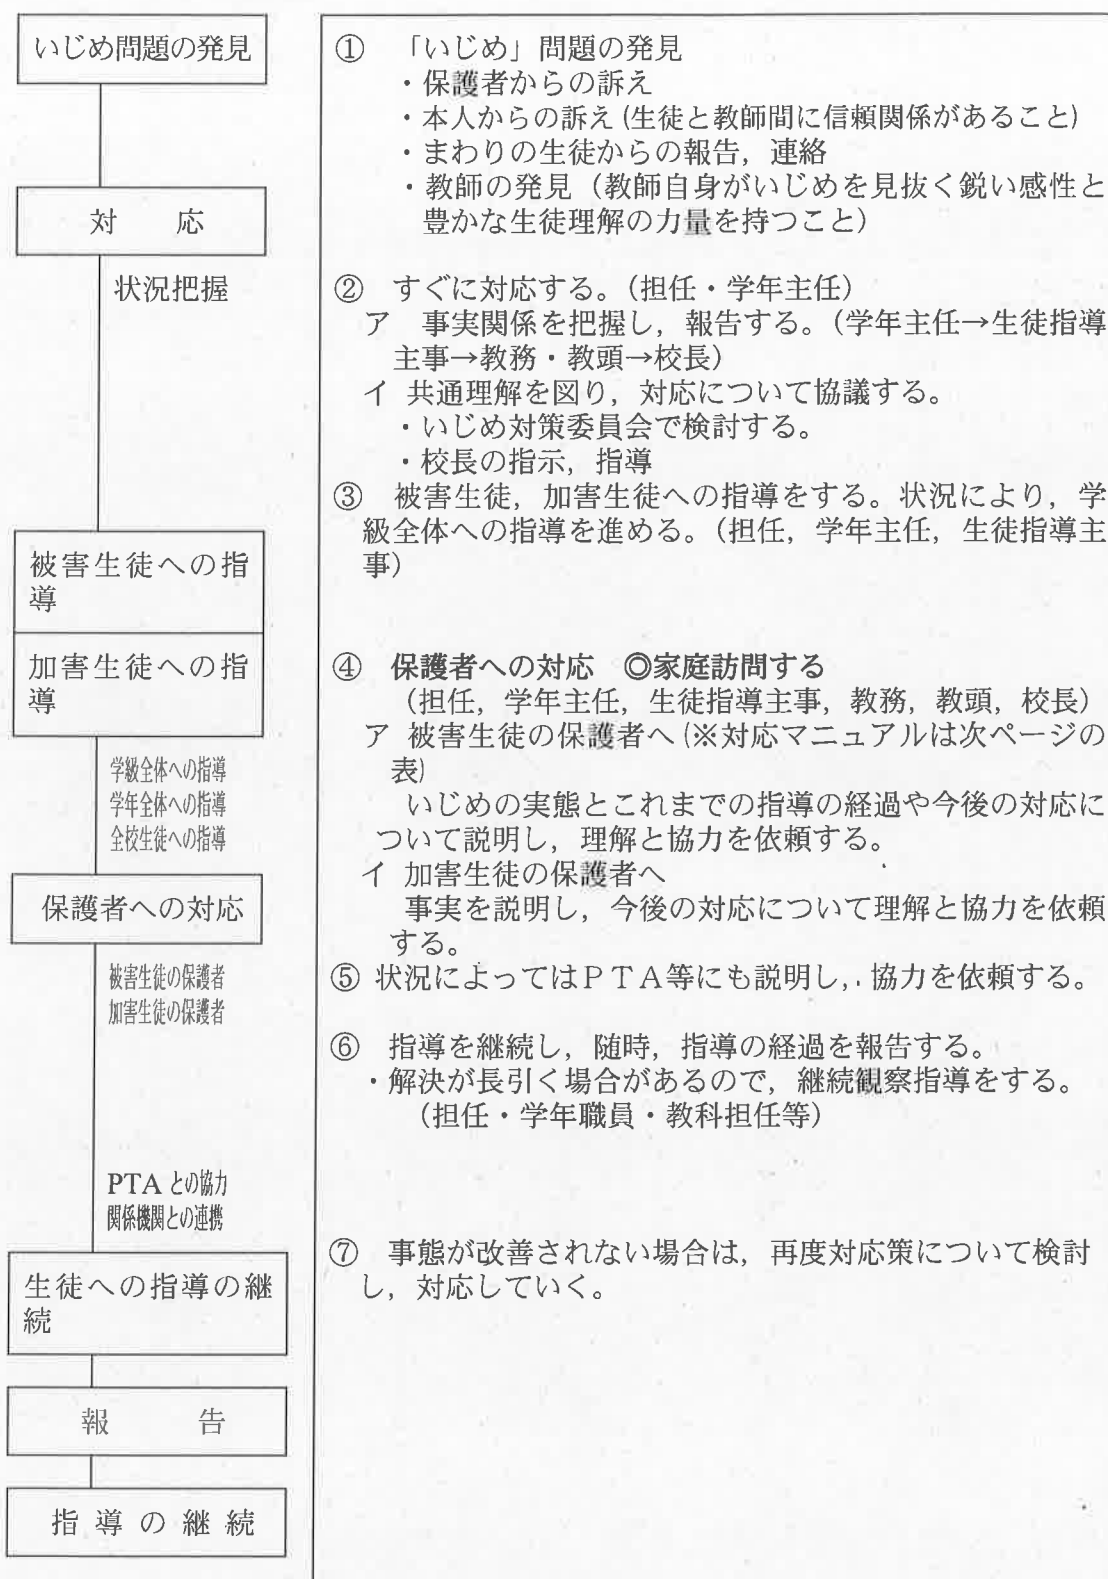 いじめ問題の発見
対　　応
状況把握
被害生徒への指
導
加害生徒への指
導
学級全体への指導
学年全体への指導
全校生徒への指導
保護者への対応
被害生徒の保護者
加害生徒の保護者
PTA との協力
関係機関との連携
生徒への指導の継
続
報　　告
指 導 の 継 続
①　「いじめ」問題の発見
・保護者からの訴え
・本人からの訴え(生徒と教師間に信頼関係があること)
・まわりの生徒からの報告，連絡
・教師の発見（教師自身がいじめを見抜く鋭い感性と
豊かな生徒理解の力量を持つこと）
②　すぐに対応する。（担任・学年主任）
ア　事実関係を把握し，報告する。（学年主任→生徒指導
主事→教務・教頭→校長）
イ 共通理解を図り，対応について協議する。
・いじめ対策委員会で検討する。
・校長の指示，指導
③　被害生徒，加害生徒への指導をする。状況により，学
級全体への指導を進める。（担任，学年主任，生徒指導主
事）
④　保護者への対応　◎家庭訪問する
（担任，学年主任，生徒指導主事，教務，教頭，校長）
ア 被害生徒の保護者へ(※対応マニュアルは次ページの
表)
いじめの実態とこれまでの指導の経過や今後の対応に
ついて説明し，理解と協力を依頼する。
イ 加害生徒の保護者へ
事実を説明し，今後の対応について理解と協力を依頼
する。
⑤ 状況によってはＰＴＡ等にも説明し，協力を依頼する。
⑥　指導を継続し，随時，指導の経過を報告する。
・解決が長引く場合があるので，継続観察指導をする。
（担任・学年職員・教科担任等）
⑦　事態が改善されない場合は，再度対応策について検討
し，対応していく。